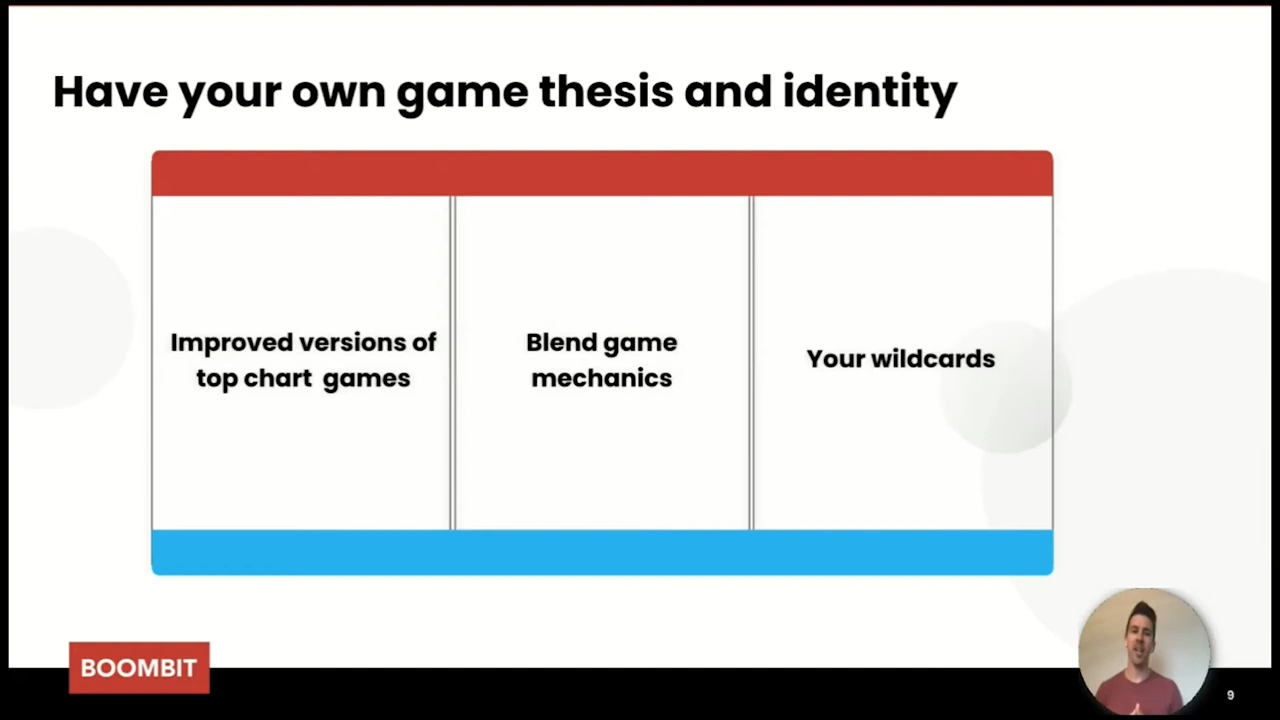 Have your own game thesis and identity
Improved versions of
top chart games
Blend game
mechanics
Your wildcards
BOOMBIT
9